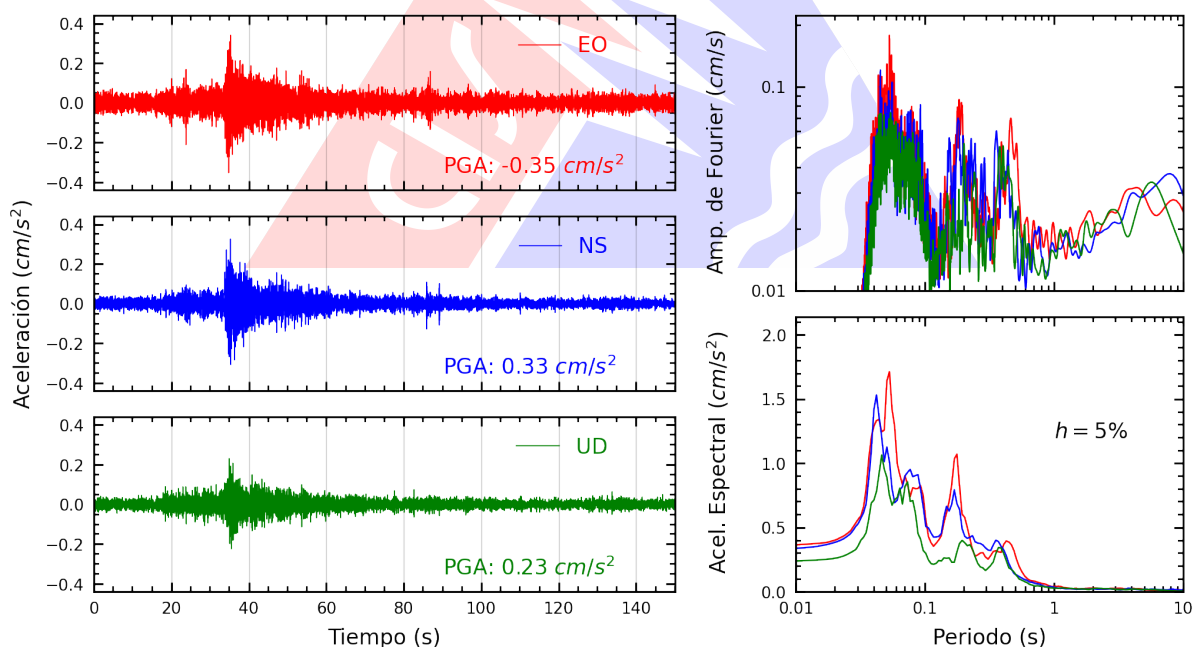 Aceleración (cm/s²)
0.4
0.2
0.0
−0.2
−0.4
EO
PGA: -0.35 cm/s²
0.4
0.2
0.0
−0.2
−0.4
NS
PGA: 0.33 cm/s²
0.4
0.2
0.0
−0.2
−0.4
UD
PGA: 0.23 cm/s²
0 20 40 60 80 100 120 140
Tiempo (s)
Amp. de Fourier (cm/s)
0.1
0.01
Acel. Espectral (cm/s²)
2.0
1.5
1.0
0.5
0.0
h = 5%
0.01 0.1 1 10
Periodo (s)